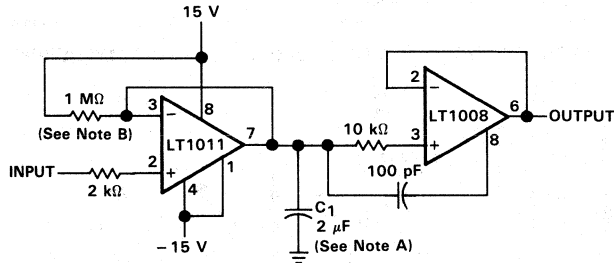 15 V
1 MΩ
(See Note B)
3
−
8
2
−
LT1011
7
LT1008
6
OUTPUT
INPUT
2 kΩ
2
+
1
4
10 kΩ
3
+
8
100 pF
C1
2 μF
(See Note A)
−15 V